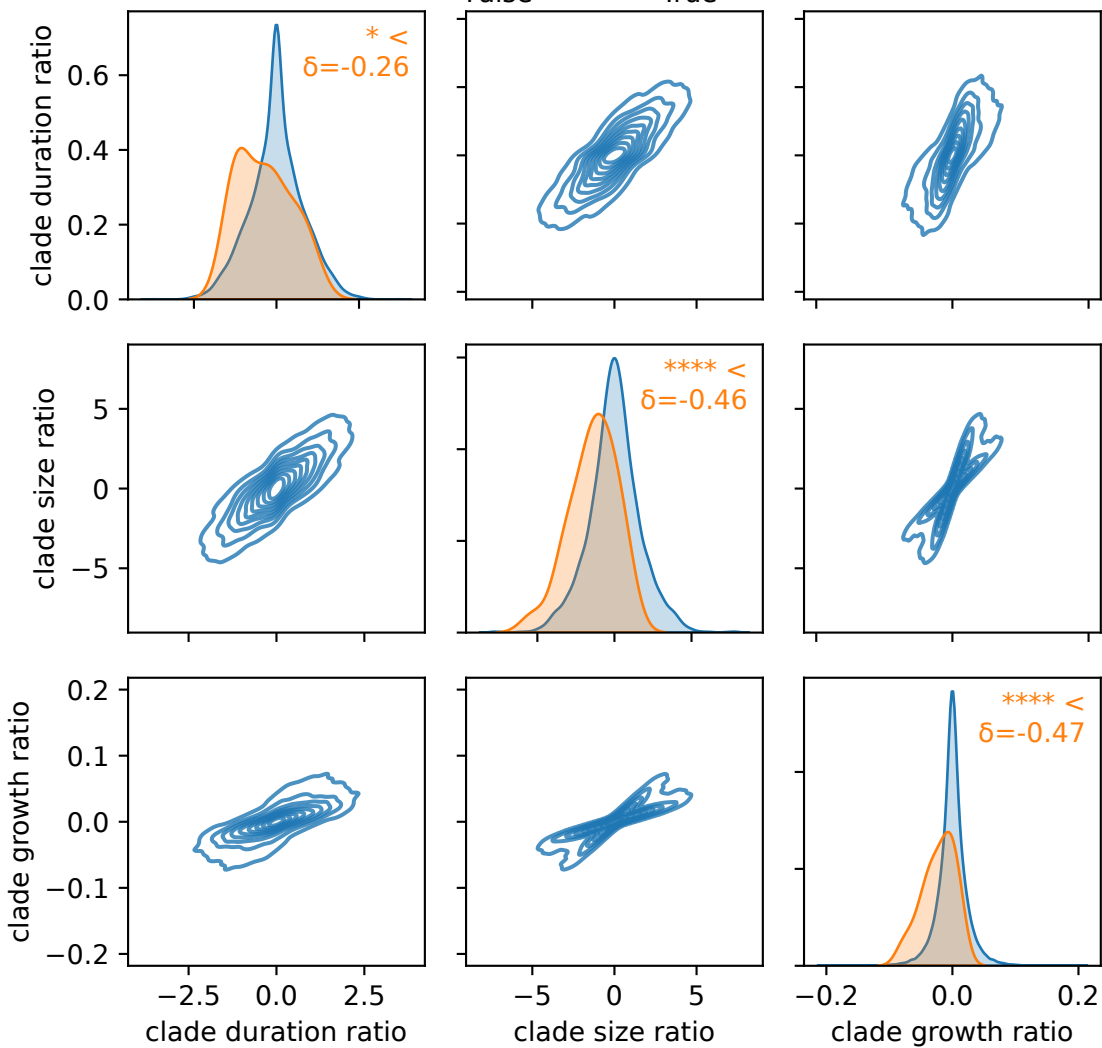 True
clade duration ratio
0.6
0.4
0.2
0.0
* <
δ=-0.26
clade size ratio
5
0
−5
**** <
δ=-0.46
clade growth ratio
0.2
0.1
0.0
−0.1
−0.2
**** <
δ=-0.47
−2.5 0.0 2.5
−5 0 5
−0.2 0.0 0.2
clade duration ratio
clade size ratio
clade growth ratio